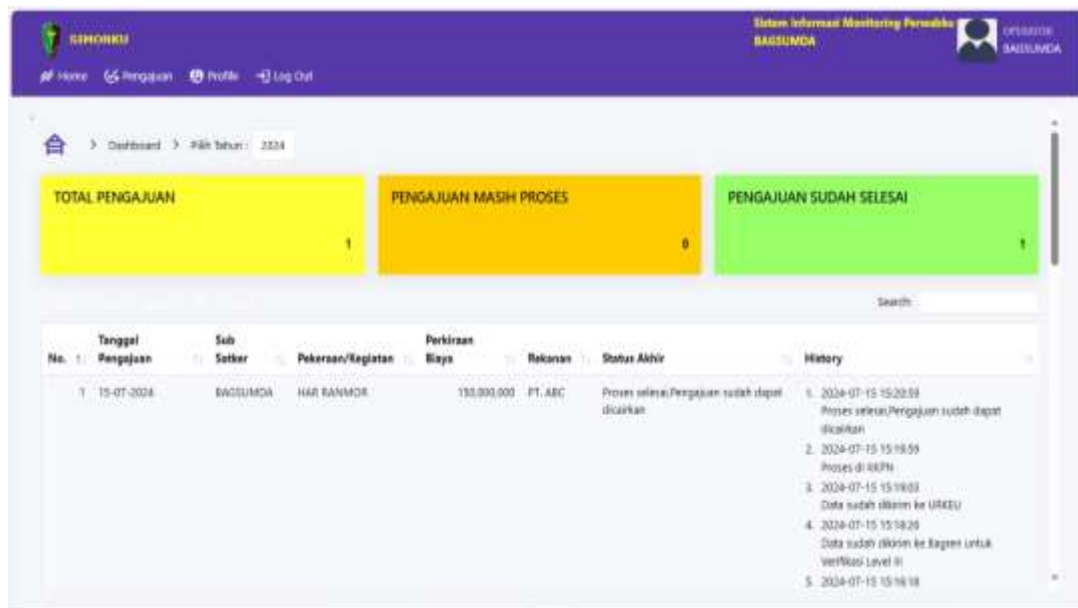 Sistem Informasi Monitoring Perwabku
BAGSUMDA
OPERATOR
BAGSUMDA
SIMONKU
Home Pengajuan Profile Log Out
> Dashboard > Pilih Tahun : 2024
TOTAL PENGAJUAN
1
PENGAJUAN MASIH PROSES
0
PENGAJUAN SUDAH SELESAI
1
Search:
No. Tanggal Pengajuan Sub Satker Pekersan/Kegiatan Perkiraan Biaya Rekanan Status Akhir History
1 15-07-2024 BAGSUMDA HAR RANMOR 150,000,000 PT. ABC Proses selesai,Pengajuan sudah dapat dicairkan
1. 2024-07-15 15:20:59
Proses selesai,Pengajuan sudah dapat
dicairkan
2. 2024-07-15 15:19:59
Proses di KKPN
3. 2024-07-15 15:19:03
Data sudah dikirim ke URKEU
4. 2024-07-15 15:18:26
Data sudah dikirim ke Bagren untuk
Verifikasi Level III
5. 2024-07-15 15:16:18